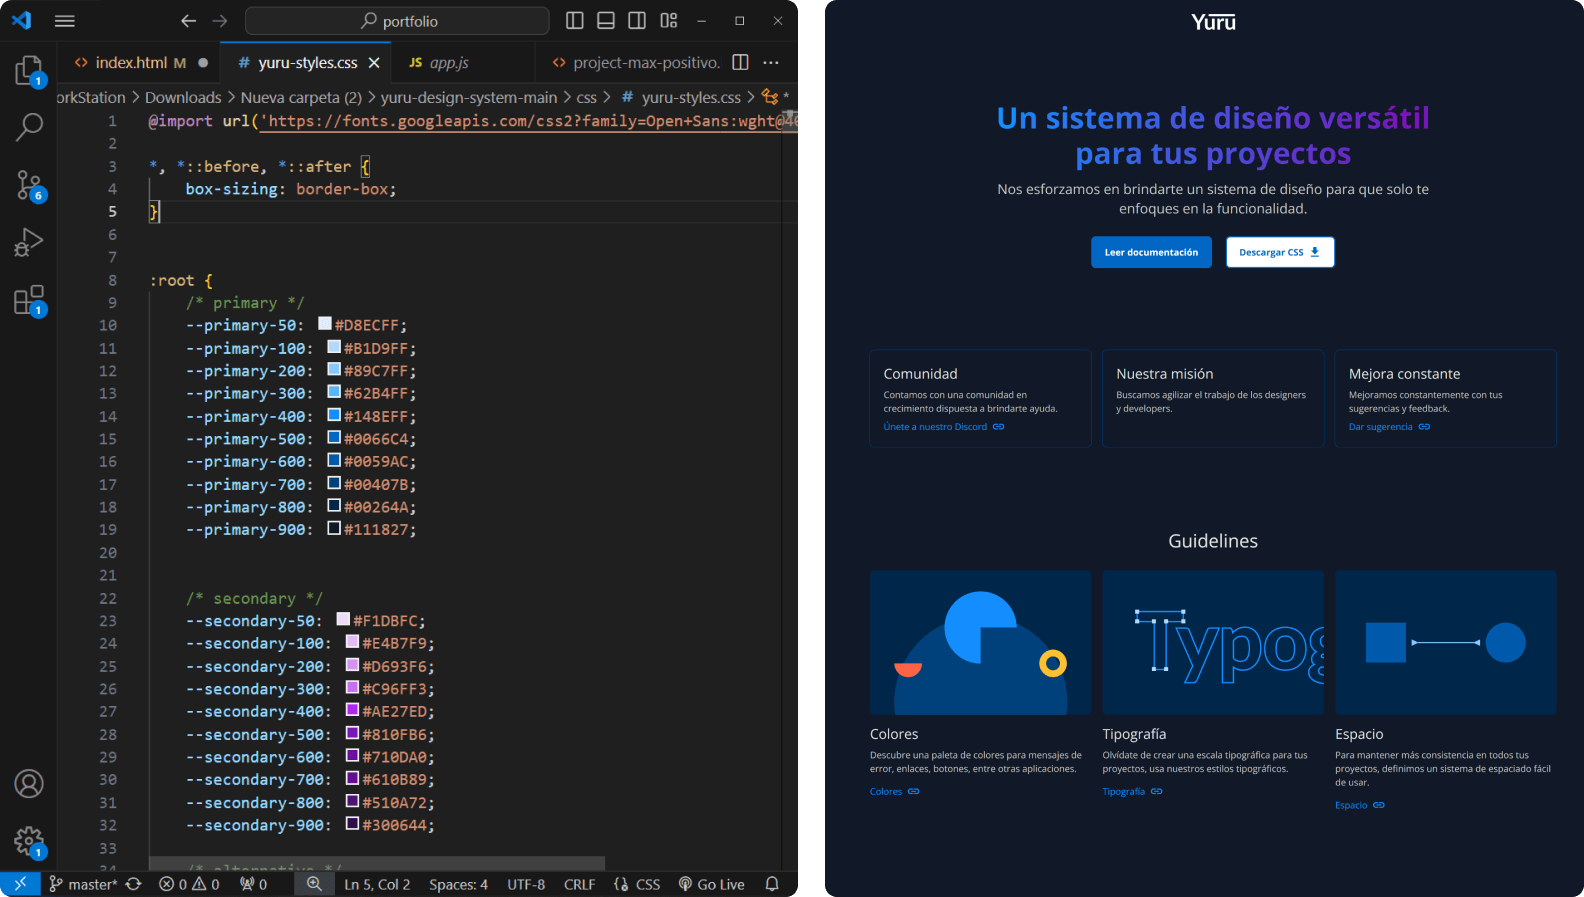 portfolio
index.html M
yuru-styles.css
JS app.js
project-max-positivo.
orkStation > Downloads > Nueva carpeta (2) > yuru-design-system-main > css > # yuru-styles.css > *
1 @import url('https://fonts.googleapis.com/css2?family=Open+Sans:wght@40
2
3 *, *::before, *::after {
4 box-sizing: border-box;
5 }
6
7
8 :root {
9 /* primary */
10 --primary-50: #D8ECFF;
11 --primary-100: #B1D9FF;
12 --primary-200: #89C7FF;
13 --primary-300: #62B4FF;
14 --primary-400: #148EFF;
15 --primary-500: #0066C4;
16 --primary-600: #0059AC;
17 --primary-700: #00407B;
18 --primary-800: #00264A;
19 --primary-900: #111827;
20
21
22 /* secondary */
23 --secondary-50: #F1DBFC;
24 --secondary-100: #E4B7F9;
25 --secondary-200: #D693F6;
26 --secondary-300: #C96FF3;
27 --secondary-400: #AE27ED;
28 --secondary-500: #810FB6;
29 --secondary-600: #710DA0;
30 --secondary-700: #610B89;
31 --secondary-800: #510A72;
32 --secondary-900: #300644;
33
34 /* alternative */
1
6
1
1
master* 0 0 0 Ln 5, Col 2 Spaces: 4 UTF-8 CRLF CSS Go Live
Yuru
Un sistema de diseño versátil
para tus proyectos
Nos esforzamos en brindarte un sistema de diseño para que solo te
enfoques en la funcionalidad.
Leer documentación
Descargar CSS
Comunidad
Contamos con una comunidad en
crecimiento dispuesta a brindarte ayuda.
Únete a nuestro Discord
Nuestra misión
Buscamos agilizar el trabajo de los designers
y developers.
Mejora constante
Mejoramos constantemente con tus
sugerencias y feedback.
Dar sugerencia
Guidelines
Typog
Colores
Descubre una paleta de colores para mensajes de
error, enlaces, botones, entre otras aplicaciones.
Colores
Tipografía
Olvídate de crear una escala tipográfica para tus
proyectos, usa nuestros estilos tipográficos.
Tipografía
Espacio
Para mantener más consistencia en todos tus
proyectos, definimos un sistema de espaciado fácil
de usar.
Espacio